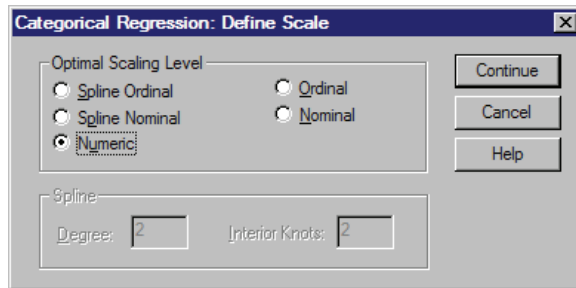 Categorical Regression: Define Scale
Optimal Scaling Level
Spline Ordinal
Ordinal
Spline Nominal
Nominal
Numeric
Continue
Cancel
Help
Spline
Degree: 2
Interior Knots: 2